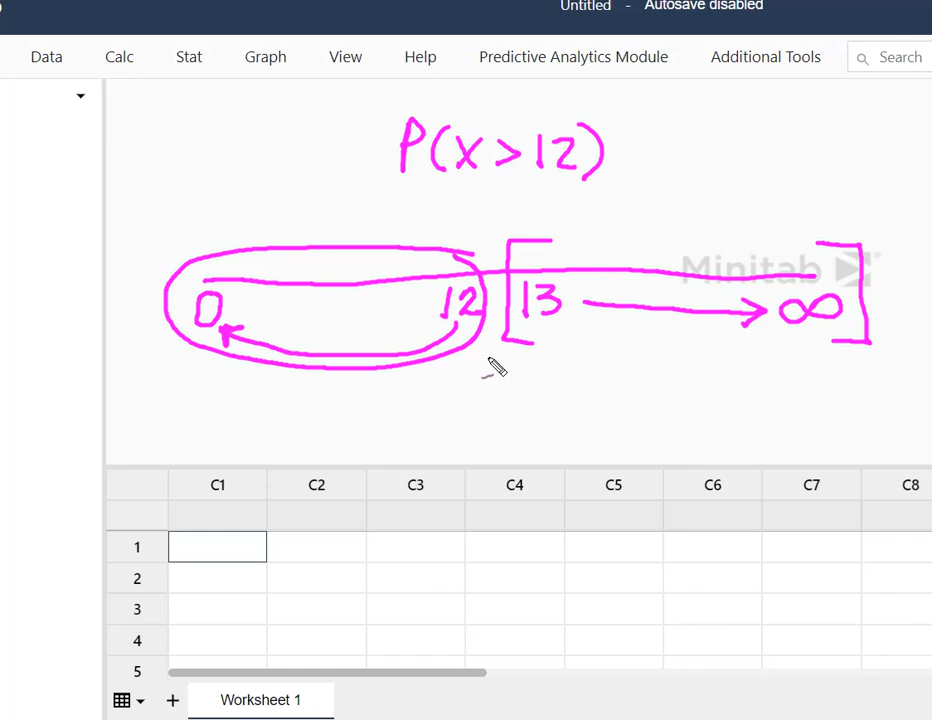 Untitled - Autosave disabled
Data Calc Stat Graph View Help Predictive Analytics Module Additional Tools Search
P(x>12)
Minitab
0 12 13 ∞
C1 C2 C3 C4 C5 C6 C7 C8
1
2
3
4
5
+ Worksheet 1